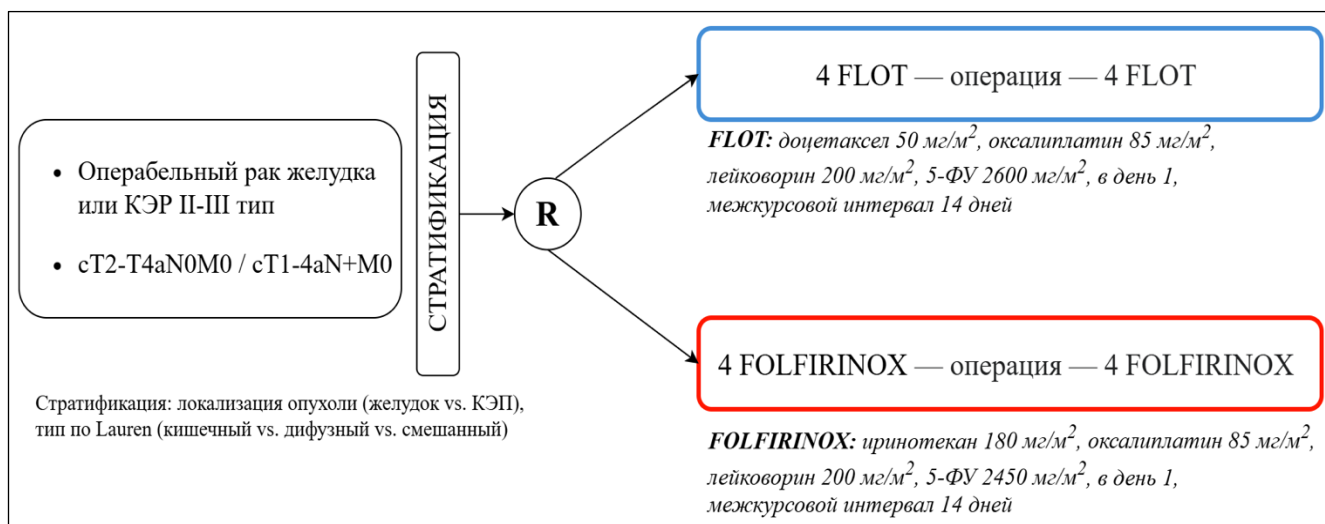 • Операбельный рак желудка
или КЭР II-III тип
• cT2-T4aN0M0 / cT1-4aN+M0
Стратификация: локализация опухоли (желудок vs. КЭП),
тип по Lauren (кишечный vs. дифузный vs. смешанный)
СТРАТИФИКАЦИЯ
R
4 FLOT — операция — 4 FLOT
FLOT: доцетаксел 50 мг/м², оксалиплатин 85 мг/м²,
лейковорин 200 мг/м², 5-ФУ 2600 мг/м², в день 1,
межкурсовой интервал 14 дней
4 FOLFIRINOX — операция — 4 FOLFIRINOX
FOLFIRINOX: иринотекан 180 мг/м², оксалиплатин 85 мг/м²,
лейковорин 200 мг/м², 5-ФУ 2450 мг/м², в день 1,
межкурсовой интервал 14 дней